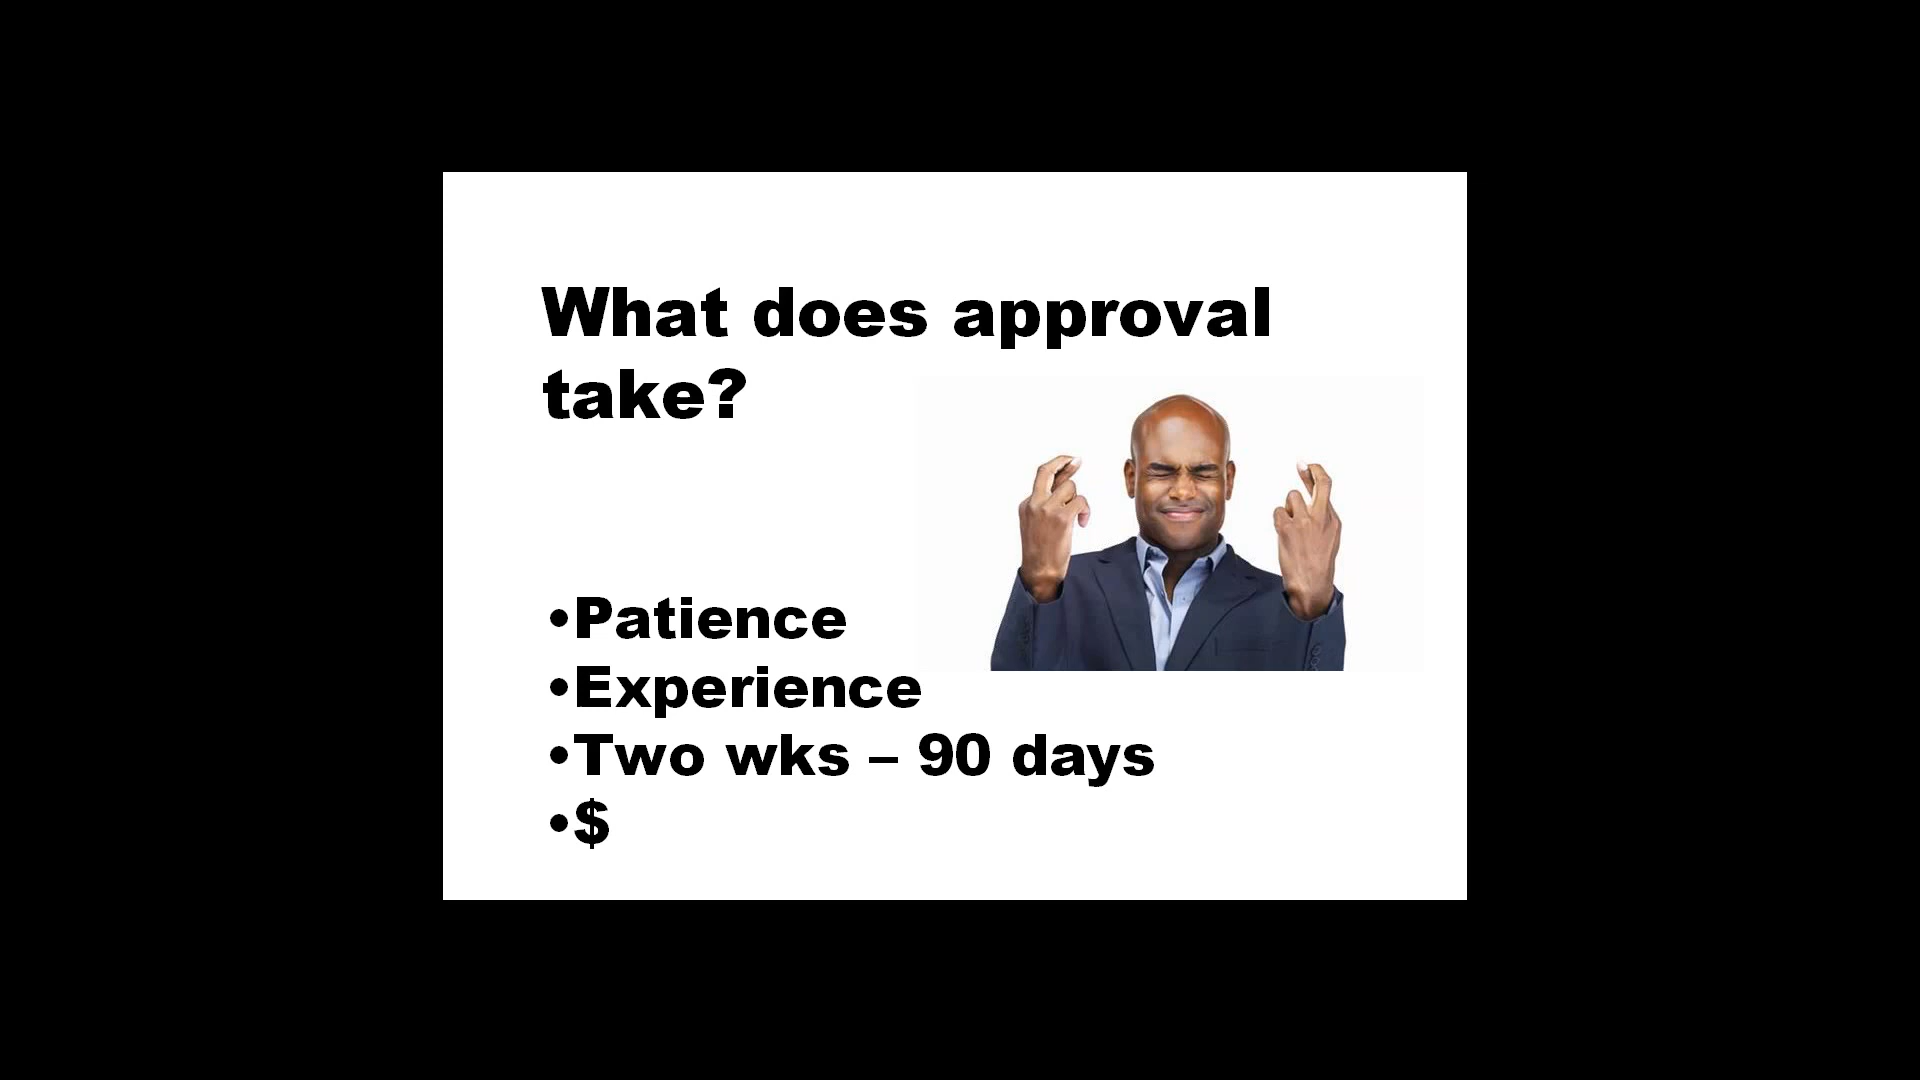 What does approval
take?
•Patience
•Experience
•Two wks – 90 days
•$